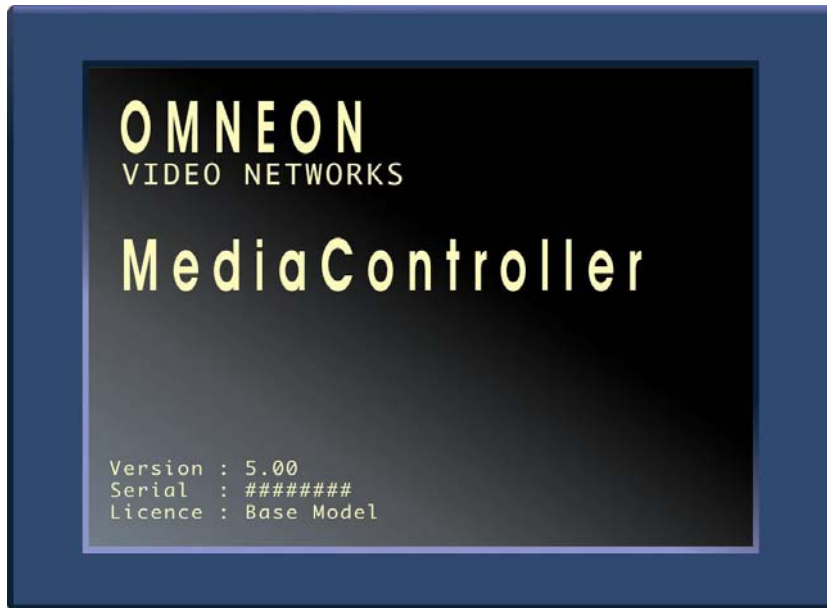 OMNEON
VIDEO NETWORKS
MediaController
Version : 5.00
Serial : ########
Licence : Base Model